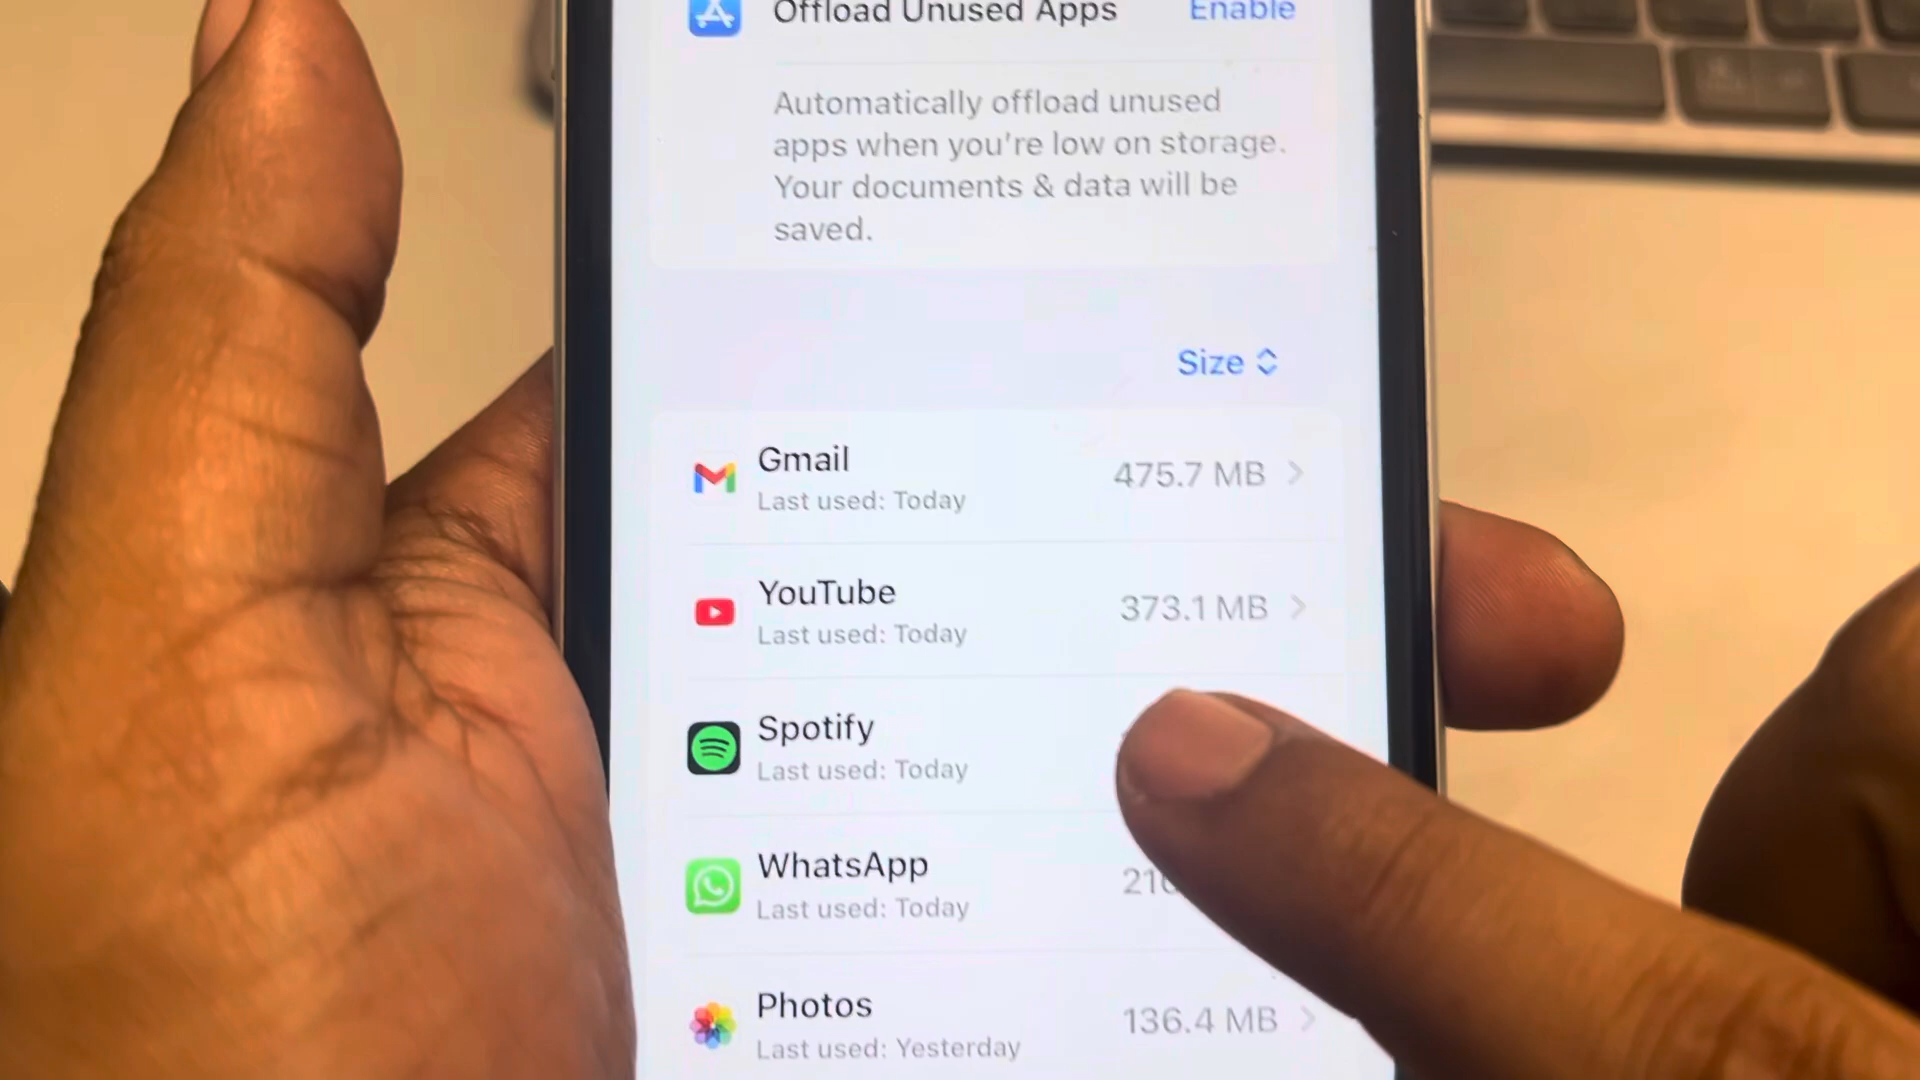 Offload Unused Apps
Enable
Automatically offload unused
apps when you're low on storage.
Your documents & data will be
saved.
Size
Gmail
475.7 MB
Last used: Today
YouTube
373.1 MB
Last used: Today
Spotify
Last used: Today
WhatsApp
Last used: Today
Photos
136.4 MB
Last used: Yesterday